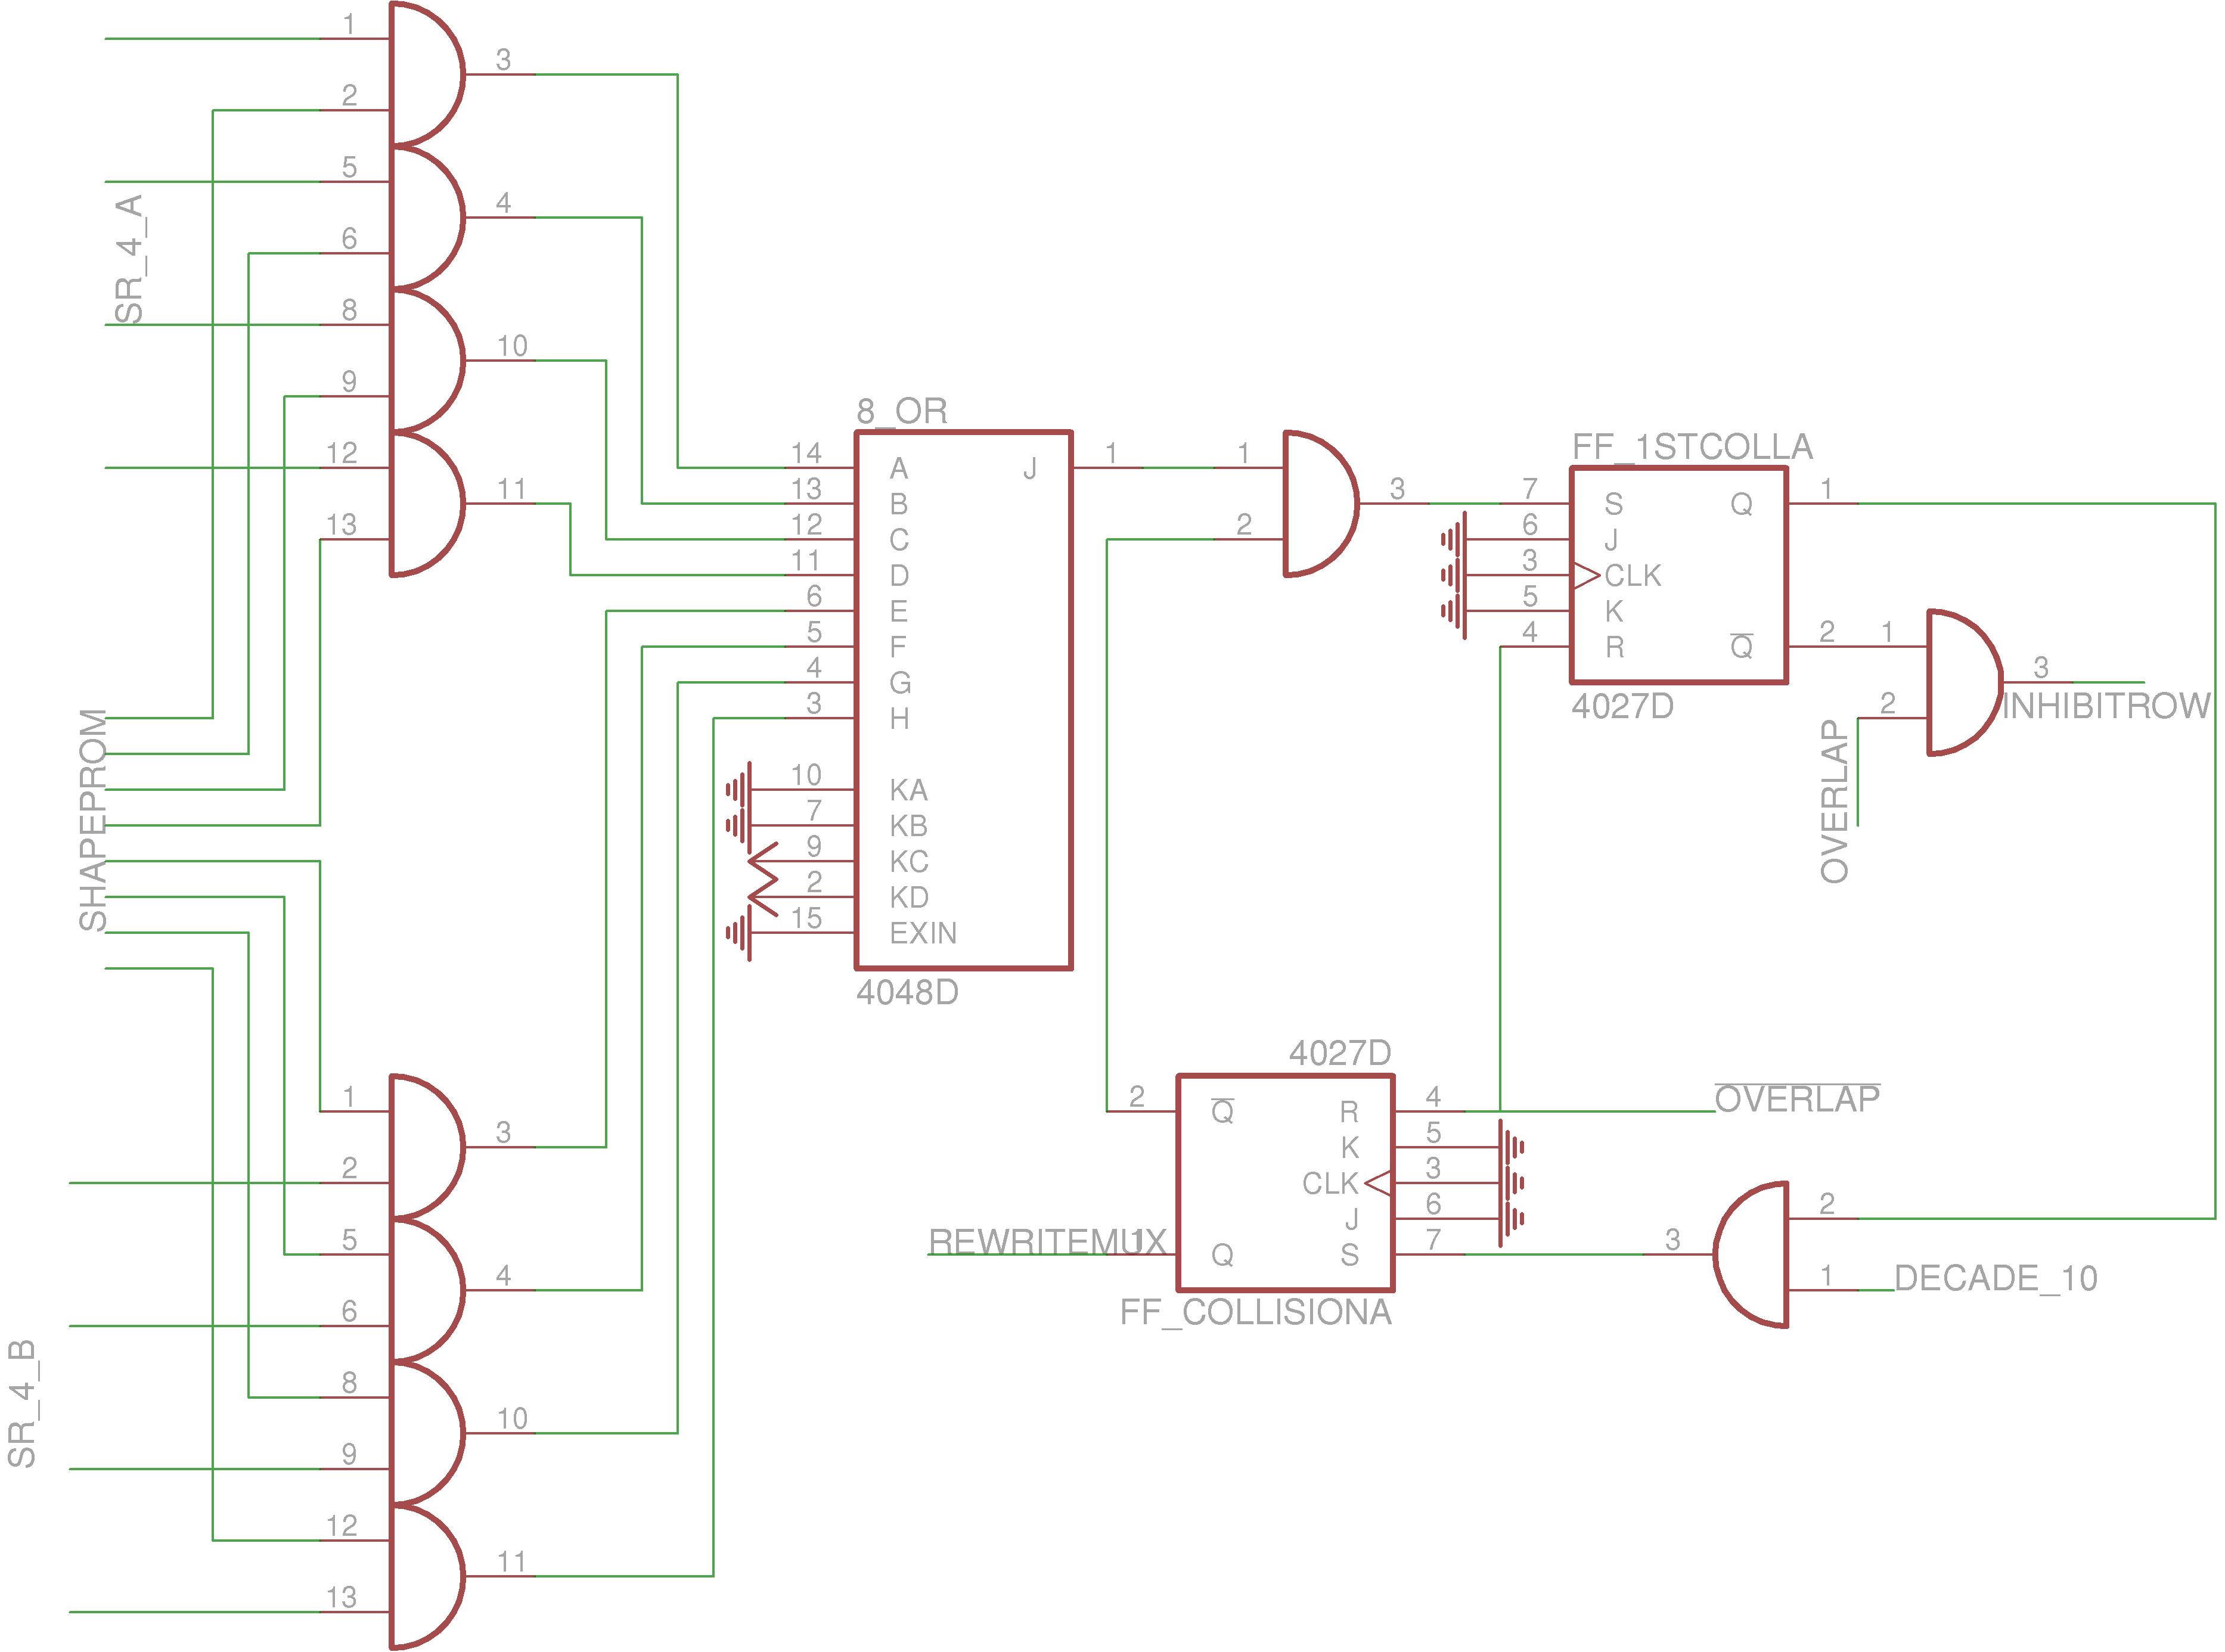 1
3
2
5
SR_4_A
4
6
8
10
9
12
11
13
8_OR
14 A J 1
13 B
12 C
11 D
6 E
5 F
4 G
3 H
10 KA
7 KB
9 KC
2 KD
15 EXIN
4048D
1
2
3
FF_1STCOLLA
7 S Q 1
6 J
3 CLK
5 K
4 R Q 2
4027D
1
2
3
INHIBITROW
OVERLAP
SHAPEPROM
1
3
2
5
4
6
SR_4_B
8
10
9
12
11
13
4027D
2 Q R 4
K 5
CLK 3
J 6
REWRITEMUX 1 Q S 7
FF_COLLISIONA
OVERLAP
2
3
1
DECADE_10